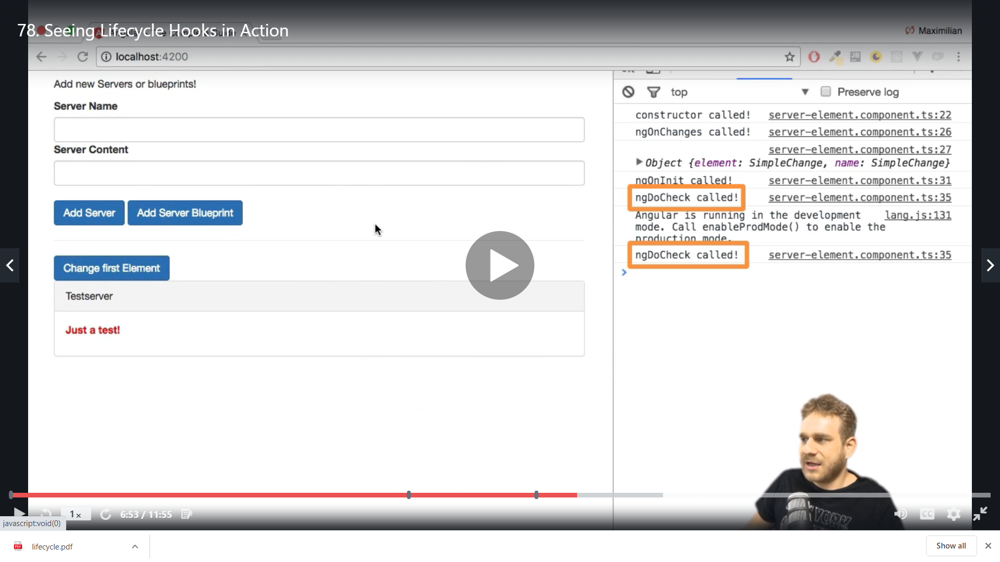 78. Seeing Lifecycle Hooks in Action
Maximilian
localhost:4200
Add new Servers or blueprints!
Server Name
Server Content
Add Server
Add Server Blueprint
Change first Element
Testserver
Just a test!
top
Preserve log
constructor called! server-element.component.ts:22
ngOnChanges called! server-element.component.ts:26
server-element.component.ts:27
Object {element: SimpleChange, name: SimpleChange}
ngOnInit called! server-element.component.ts:31
ngDoCheck called! server-element.component.ts:35
Angular is running in the development lang.js:131
mode. Call enableProdMode() to enable the
production mode.
ngDoCheck called! server-element.component.ts:35
YORK
1x
6:53 / 11:55
CC
javascript:void(0)
PDF
lifecycle.pdf
Show all